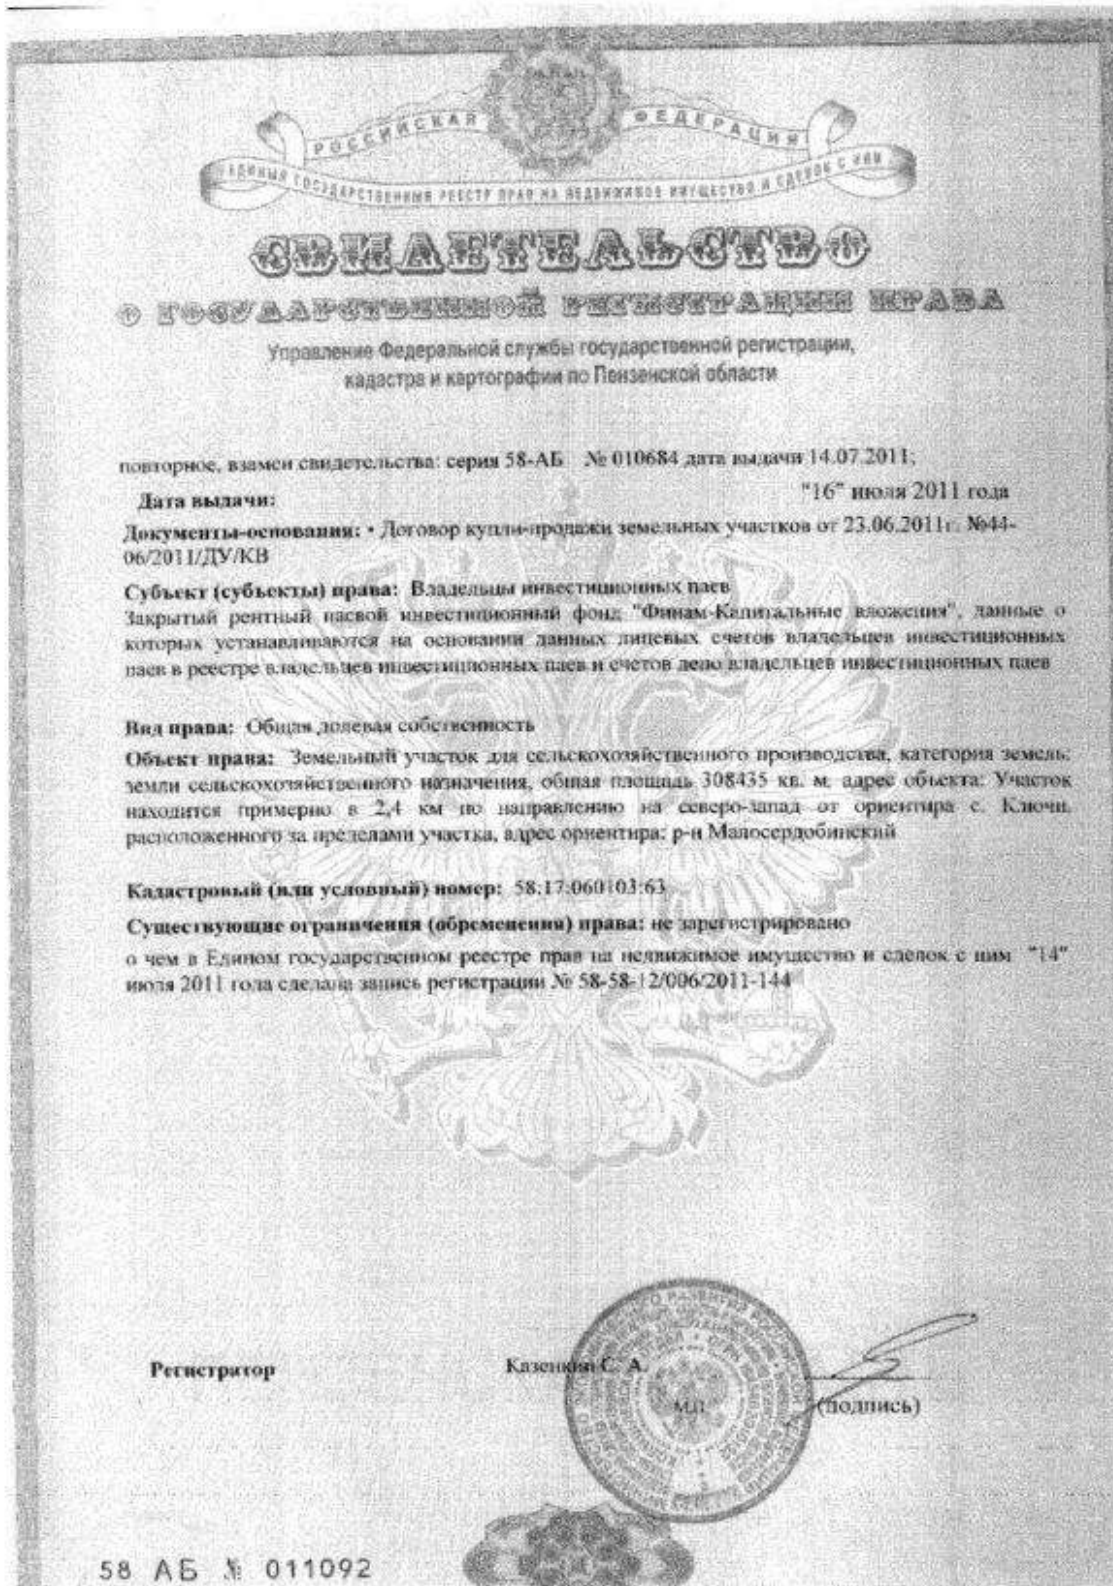 РОССИЙСКАЯ ФЕДЕРАЦИЯ
ЕДИНЫЙ ГОСУДАРСТВЕННЫЙ РЕЕСТР ПРАВ НА НЕДВИЖИМОЕ ИМУЩЕСТВО И СДЕЛОК С НИМ
СВИДЕТЕЛЬСТВО
О ГОСУДАРСТВЕННОЙ РЕГИСТРАЦИИ ПРАВА
Управление Федеральной службы государственной регистрации,
кадастра и картографии по Пензенской области
повторное, взамен свидетельства: серия 58-АБ № 010684 дата выдачи 14.07.2011;
Дата выдачи: "16" июля 2011 года
Документы-основания: • Договор купли-продажи земельных участков от 23.06.2011г. №44-
06/2011/ДУ/КВ
Субъект (субъекты) права: Владельцы инвестиционных паев
Закрытый рентный паевой инвестиционный фонд "Финам-Капитальные вложения", данные о
которых устанавливаются на основании данных лицевых счетов владельцев инвестиционных
паев в реестре владельцев инвестиционных паев и счетов депо владельцев инвестиционных паев
Вид права: Общая долевая собственность
Объект права: Земельный участок для сельскохозяйственного производства, категория земель:
земли сельскохозяйственного назначения, общая площадь 308435 кв. м, адрес объекта: Участок
находится примерно в 2,4 км по направлению на северо-запад от ориентира с. Ключи,
расположенного за пределами участка, адрес ориентира: р-н Малосердобинский
Кадастровый (или условный) номер: 58:17:060103:63
Существующие ограничения (обременения) права: не зарегистрировано
о чем в Едином государственном реестре прав на недвижимое имущество и сделок с ним "14"
июля 2011 года сделана запись регистрации № 58-58-12/006/2011-144
Регистратор Казенкин С. А.
М.П.
(подпись)
58 АБ № 011092